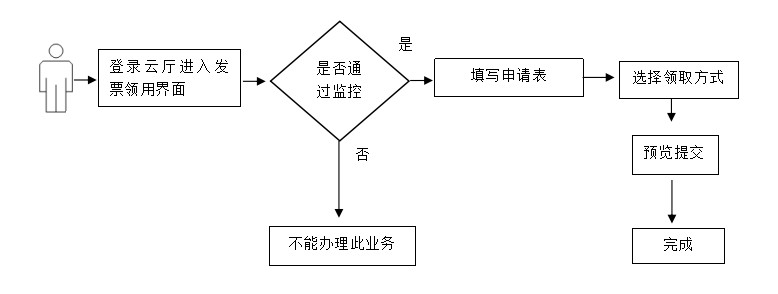 是
登录云厅进入发
票领用界面
是否通
过监控
填写申请表
选择领取方式
否
预览提交
不能办理此业务
完成